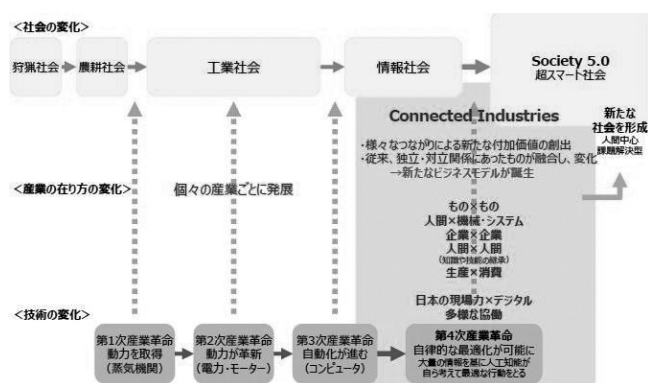 <社会の変化>
狩猟社会
農耕社会
工業社会
情報社会
Society 5.0
超スマート社会
Connected Industries
・様々なつながりによる新たな付加価値の創出
・従来、独立・対立関係にあったものが融合し、変化
→新たなビジネスモデルが誕生
新たな
社会を形成
人間中心
課題解決型
<産業の在り方の変化>
個々の産業ごとに発展
もの×もの
人間×機械・システム
企業×企業
人間×人間
(知識や技能の継承)
生産×消費
日本の現場力×デジタル
多様な協働
<技術の変化>
第1次産業革命
動力を取得
(蒸気機関)
第2次産業革命
動力が革新
(電力・モーター)
第3次産業革命
自動化が進む
(コンピュータ)
第4次産業革命
自律的な最適化が可能に
大量の情報を基に人工知能が
自ら考えて最適な行動をとる